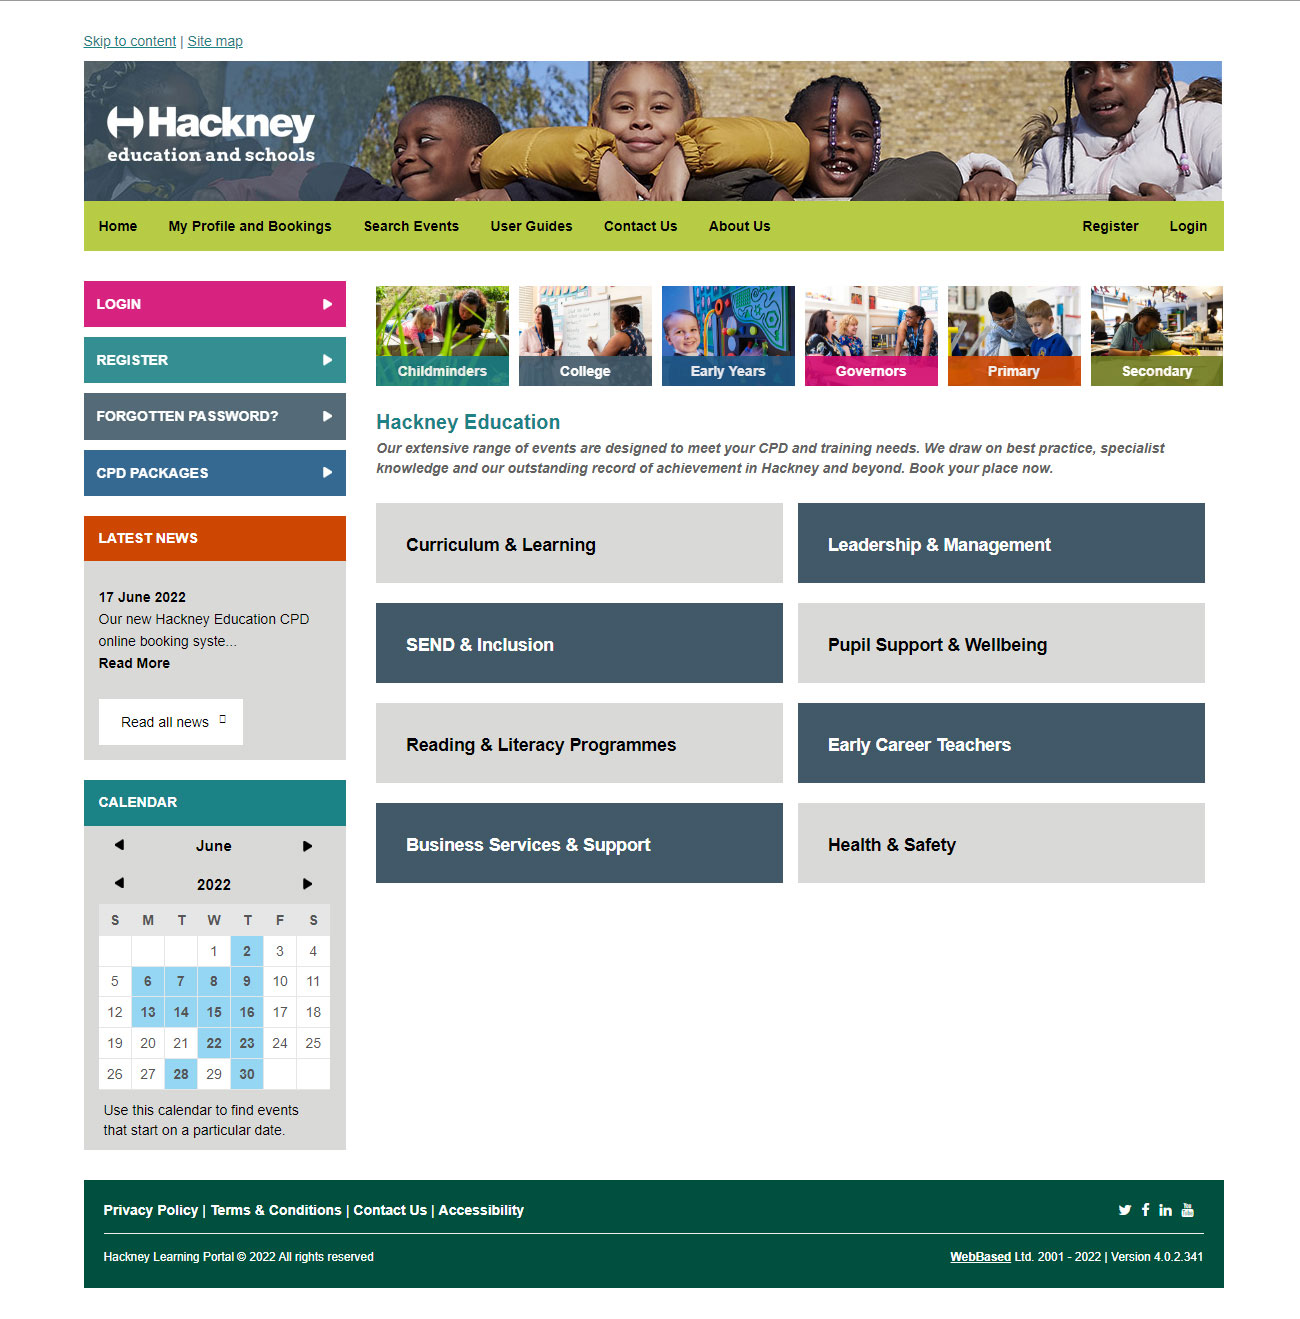 Skip to content | Site map
Hackney
education and schools
Home My Profile and Bookings Search Events User Guides Contact Us About Us Register Login
LOGIN
REGISTER
FORGOTTEN PASSWORD?
CPD PACKAGES
LATEST NEWS
17 June 2022
Our new Hackney Education CPD
online booking syste...
Read More
Read all news
CALENDAR
June
2022
S M T W T F S
1 2 3 4
5 6 7 8 9 10 11
12 13 14 15 16 17 18
19 20 21 22 23 24 25
26 27 28 29 30
Use this calendar to find events
that start on a particular date.
Childminders College Early Years Governors Primary Secondary
Hackney Education
Our extensive range of events are designed to meet your CPD and training needs. We draw on best practice, specialist
knowledge and our outstanding record of achievement in Hackney and beyond. Book your place now.
Curriculum & Learning
Leadership & Management
SEND & Inclusion
Pupil Support & Wellbeing
Reading & Literacy Programmes
Early Career Teachers
Business Services & Support
Health & Safety
Privacy Policy | Terms & Conditions | Contact Us | Accessibility
Hackney Learning Portal © 2022 All rights reserved
WebBased Ltd. 2001 - 2022 | Version 4.0.2.341